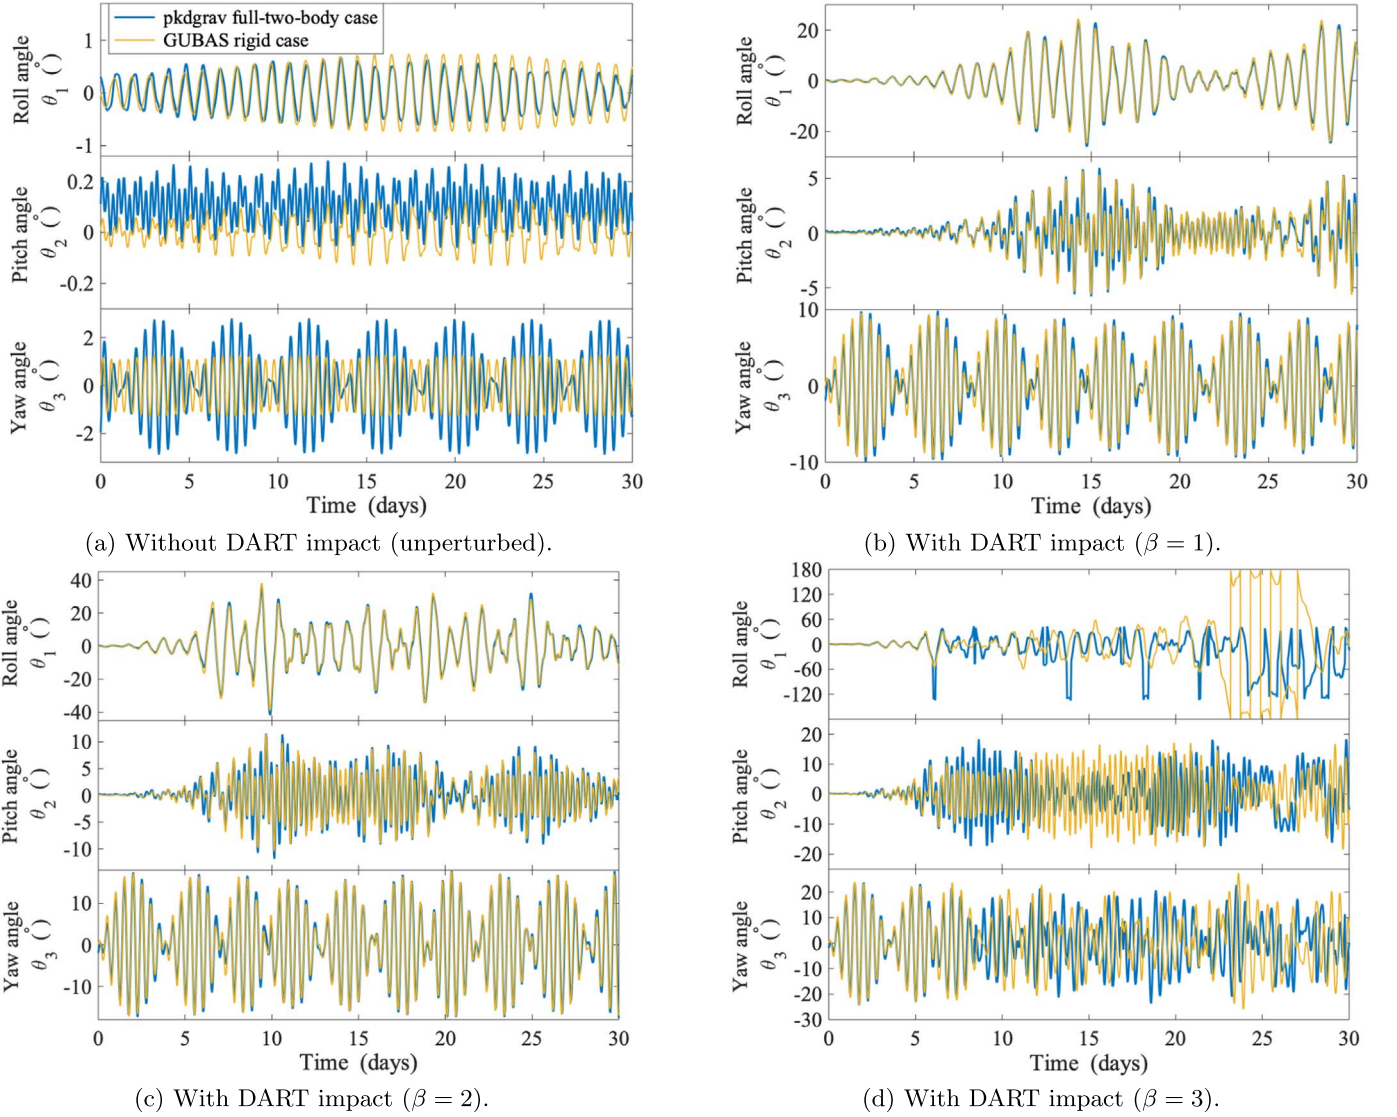 pkdgrav full-two-body case
GUBAS rigid case
Roll angle
θ1 (°)
1
0
-1
Pitch angle
θ2 (°)
0.2
0
-0.2
Yaw angle
θ3 (°)
2
0
-2
0 5 10 15 20 25 30
Time (days)
(a) Without DART impact (unperturbed).
Roll angle
θ1 (°)
20
0
-20
Pitch angle
θ2 (°)
5
0
-5
Yaw angle
θ3 (°)
10
0
-10
0 5 10 15 20 25 30
Time (days)
(b) With DART impact (β = 1).
Roll angle
θ1 (°)
40
20
0
-20
-40
Pitch angle
θ2 (°)
10
5
0
-5
-10
Yaw angle
θ3 (°)
10
0
-10
0 5 10 15 20 25 30
Time (days)
(c) With DART impact (β = 2).
Roll angle
θ1 (°)
180
120
60
0
-60
-120
Pitch angle
θ2 (°)
20
10
0
-10
-20
Yaw angle
θ3 (°)
20
10
0
-10
-20
-30
0 5 10 15 20 25 30
Time (days)
(d) With DART impact (β = 3).